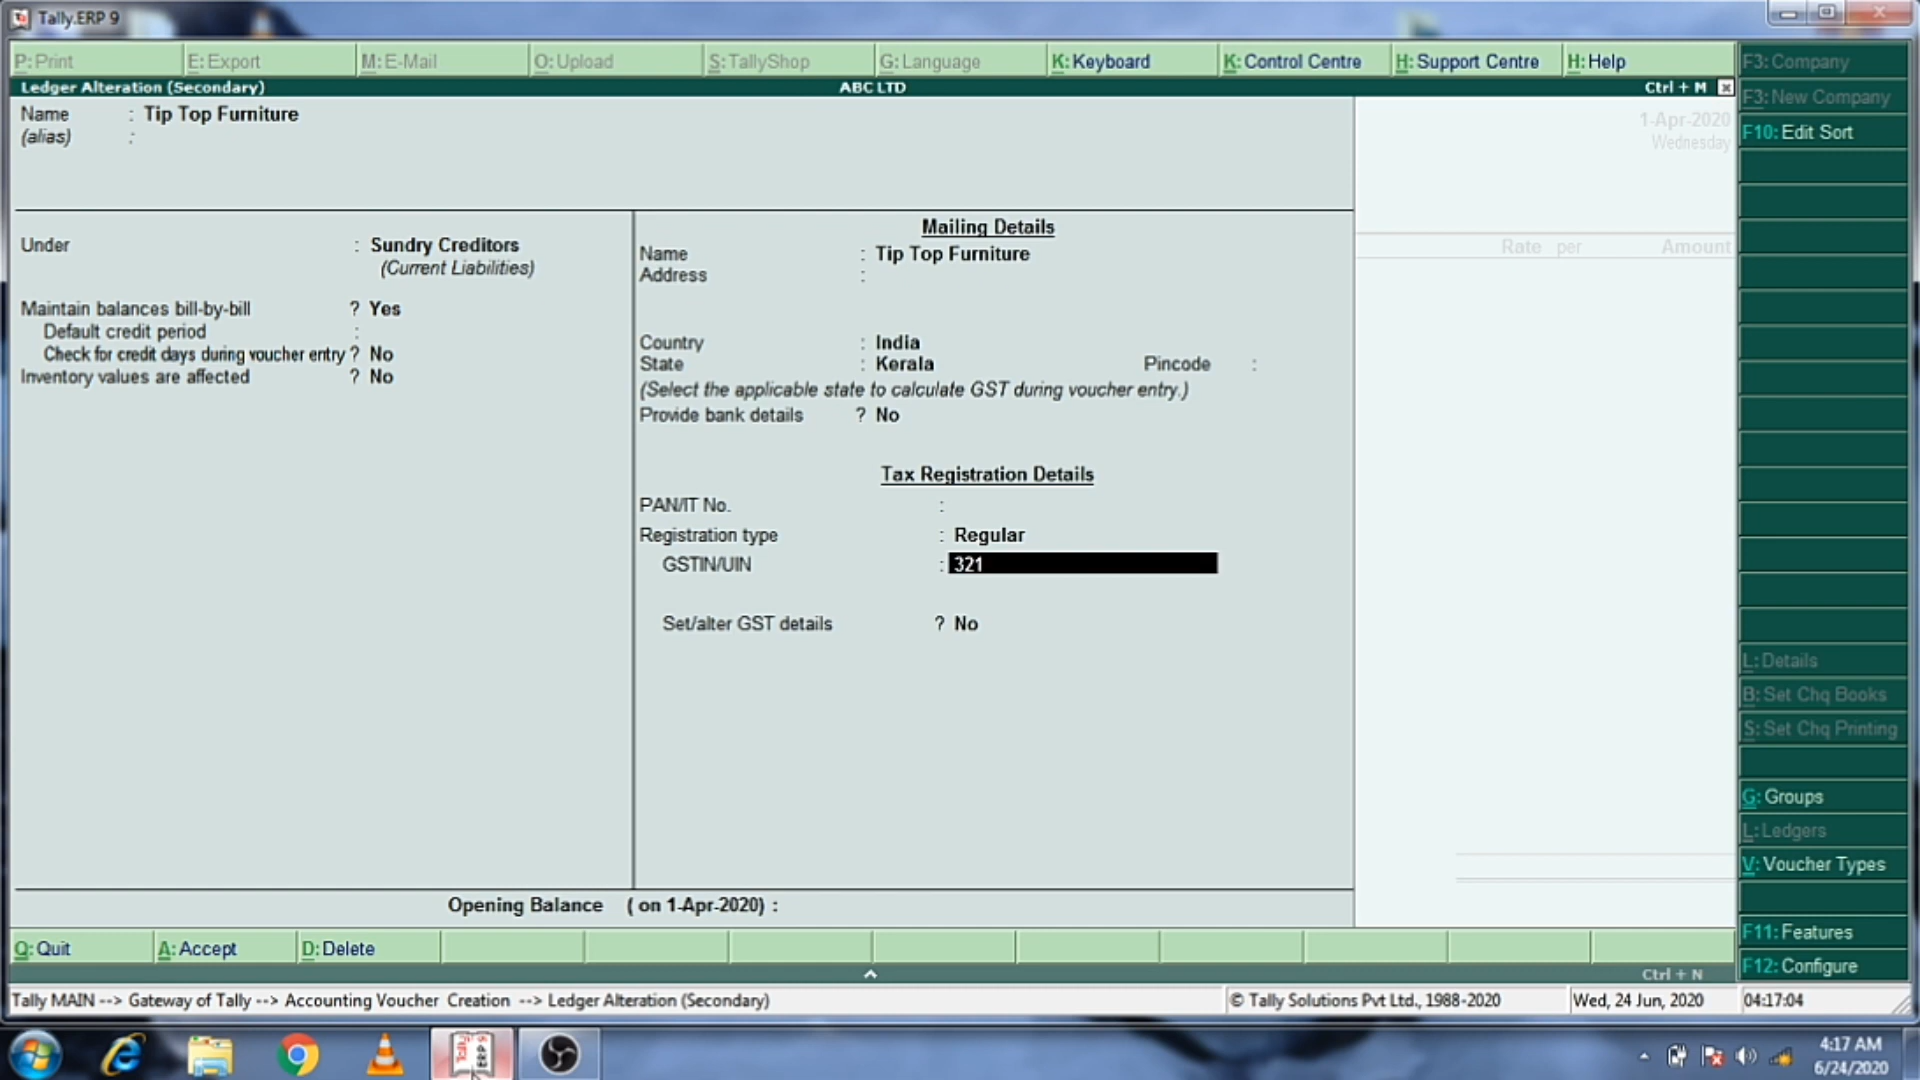 Tally.ERP 9
P: Print E: Export M: E-Mail O: Upload S: TallyShop G: Language K: Keyboard K: Control Centre H: Support Centre H: Help
Ledger Alteration (Secondary) ABC LTD Ctrl + M
Name : Tip Top Furniture
(alias) :
1-Apr-2020
Wednesday
Rate per Amount
Under : Sundry Creditors
(Current Liabilities)
Maintain balances bill-by-bill ? Yes
Default credit period :
Check for credit days during voucher entry ? No
Inventory values are affected ? No
Mailing Details
Name : Tip Top Furniture
Address :
Country : India
State : Kerala Pincode :
(Select the applicable state to calculate GST during voucher entry.)
Provide bank details ? No
Tax Registration Details
PAN/IT No. :
Registration type : Regular
GSTIN/UIN : 321
Set/alter GST details ? No
Opening Balance ( on 1-Apr-2020) :
F3: Company
F3: New Company
F10: Edit Sort
L: Details
B: Set Chq Books
S: Set Chq Printing
G: Groups
L: Ledgers
V: Voucher Types
F11: Features
F12: Configure
Q: Quit A: Accept D: Delete
Ctrl + N
Tally MAIN --> Gateway of Tally --> Accounting Voucher Creation --> Ledger Alteration (Secondary) © Tally Solutions Pvt Ltd., 1988-2020 Wed, 24 Jun, 2020 04:17:04
Tally ERP 9
4:17 AM
6/24/2020